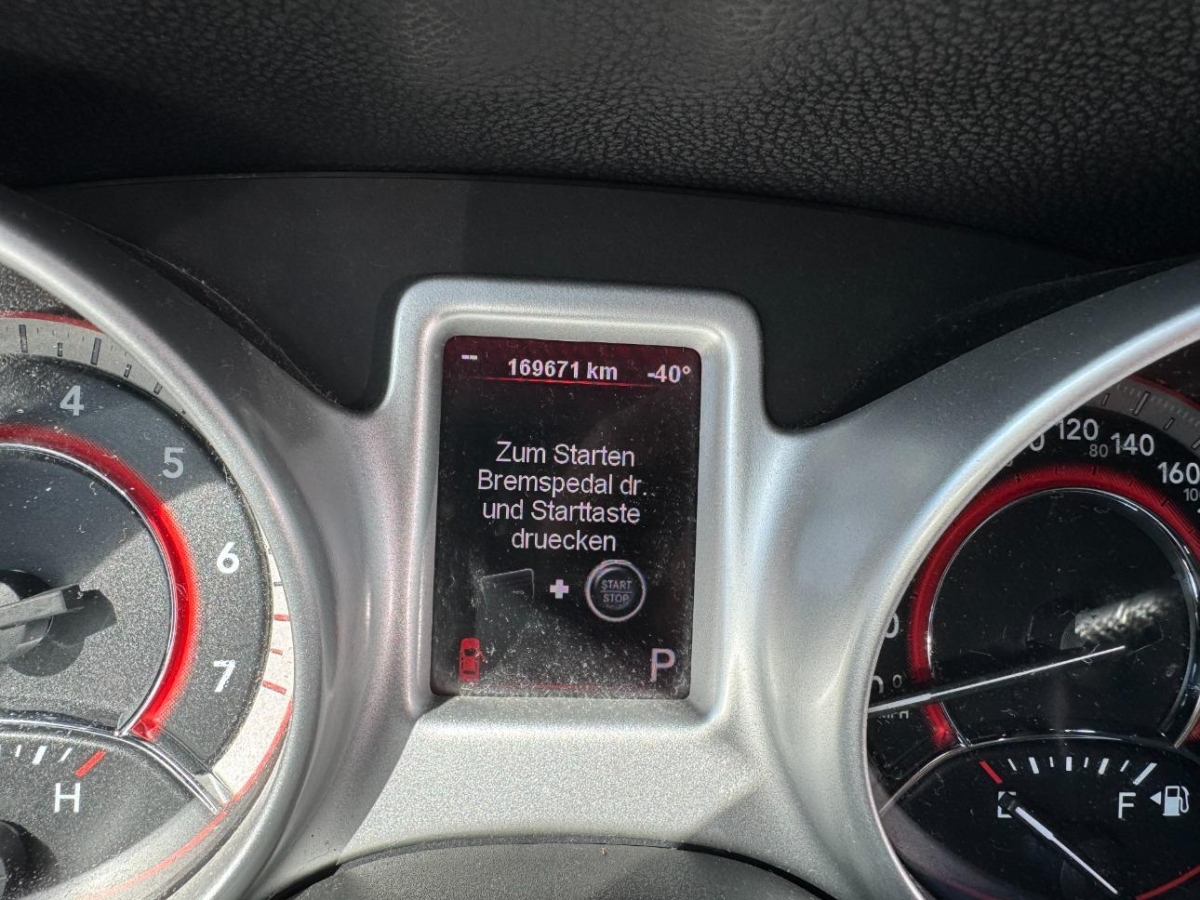 -- 169671 km -40°
Zum Starten
Bremspedal dr..
und Starttaste
druecken
START
STOP
P
4
5
6
7
H
120
80
140
160
0
E
F